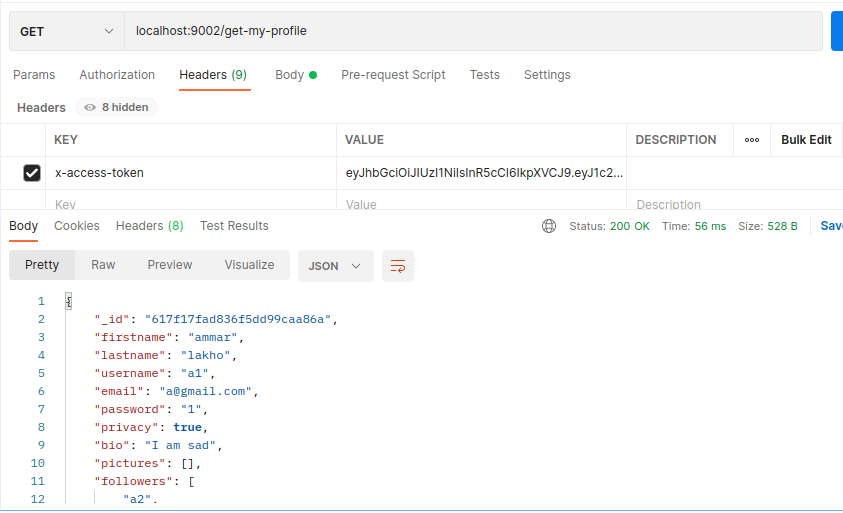 GET localhost:9002/get-my-profile
Params Authorization Headers (9) Body Pre-request Script Tests Settings
Headers 8 hidden
KEY VALUE DESCRIPTION ooo Bulk Edit
x-access-token eyJhbGciOiJIUzI1NiIsInR5cCI6IkpXVCJ9.eyJ1c2...
Key Value Description
Body Cookies Headers (8) Test Results Status: 200 OK Time: 56 ms Size: 528 B Save
Pretty Raw Preview Visualize JSON
1 {
2 "_id": "617f17fad836f5dd99caa86a",
3 "firstname": "ammar",
4 "lastname": "lakho",
5 "username": "a1",
6 "email": "a@gmail.com",
7 "password": "1",
8 "privacy": true,
9 "bio": "I am sad",
10 "pictures": [],
11 "followers": [
12 "a2",